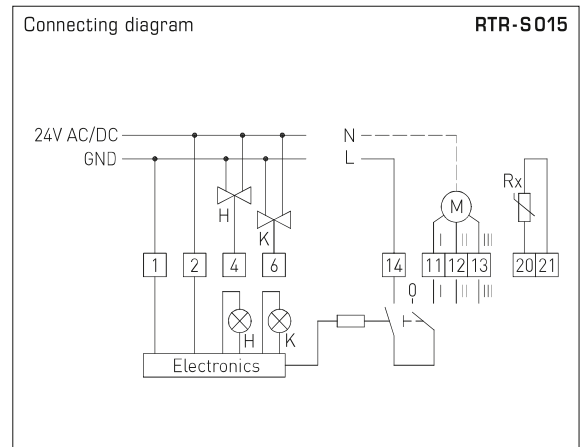 Connecting diagram RTR-S015
24V AC/DC N
GND L
Rx
H M
K I II III
1 2 4 6 14 11 12 13 20 21
0 I II III
H K
Electronics